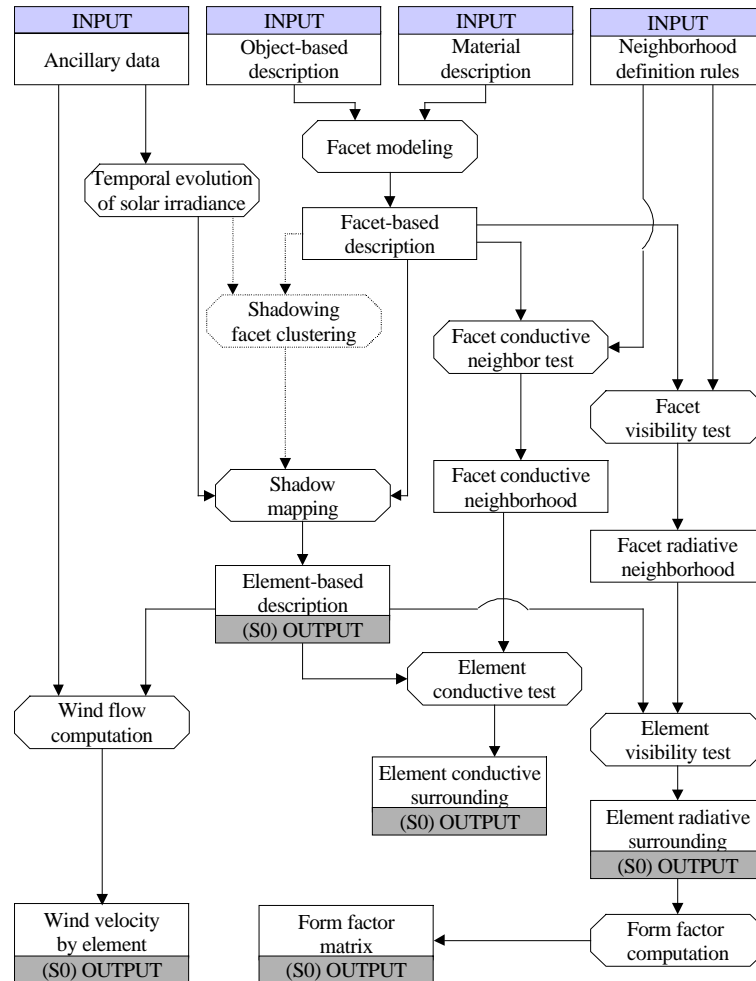 INPUT
INPUT
INPUT
INPUT
Ancillary data
Object-based
description
Material
description
Neighborhood
definition rules
Facet modeling
Temporal evolution
of solar irradiance
Facet-based
description
Shadowing
facet clustering
Facet conductive
neighbor test
Facet
visibility test
Shadow
mapping
Facet conductive
neighborhood
Facet radiative
neighborhood
Element-based
description
(S0) OUTPUT
Element
conductive test
Wind flow
computation
Element
visibility test
Element conductive
surrounding
(S0) OUTPUT
Element radiative
surrounding
(S0) OUTPUT
Wind velocity
by element
(S0) OUTPUT
Form factor
matrix
(S0) OUTPUT
Form factor
computation